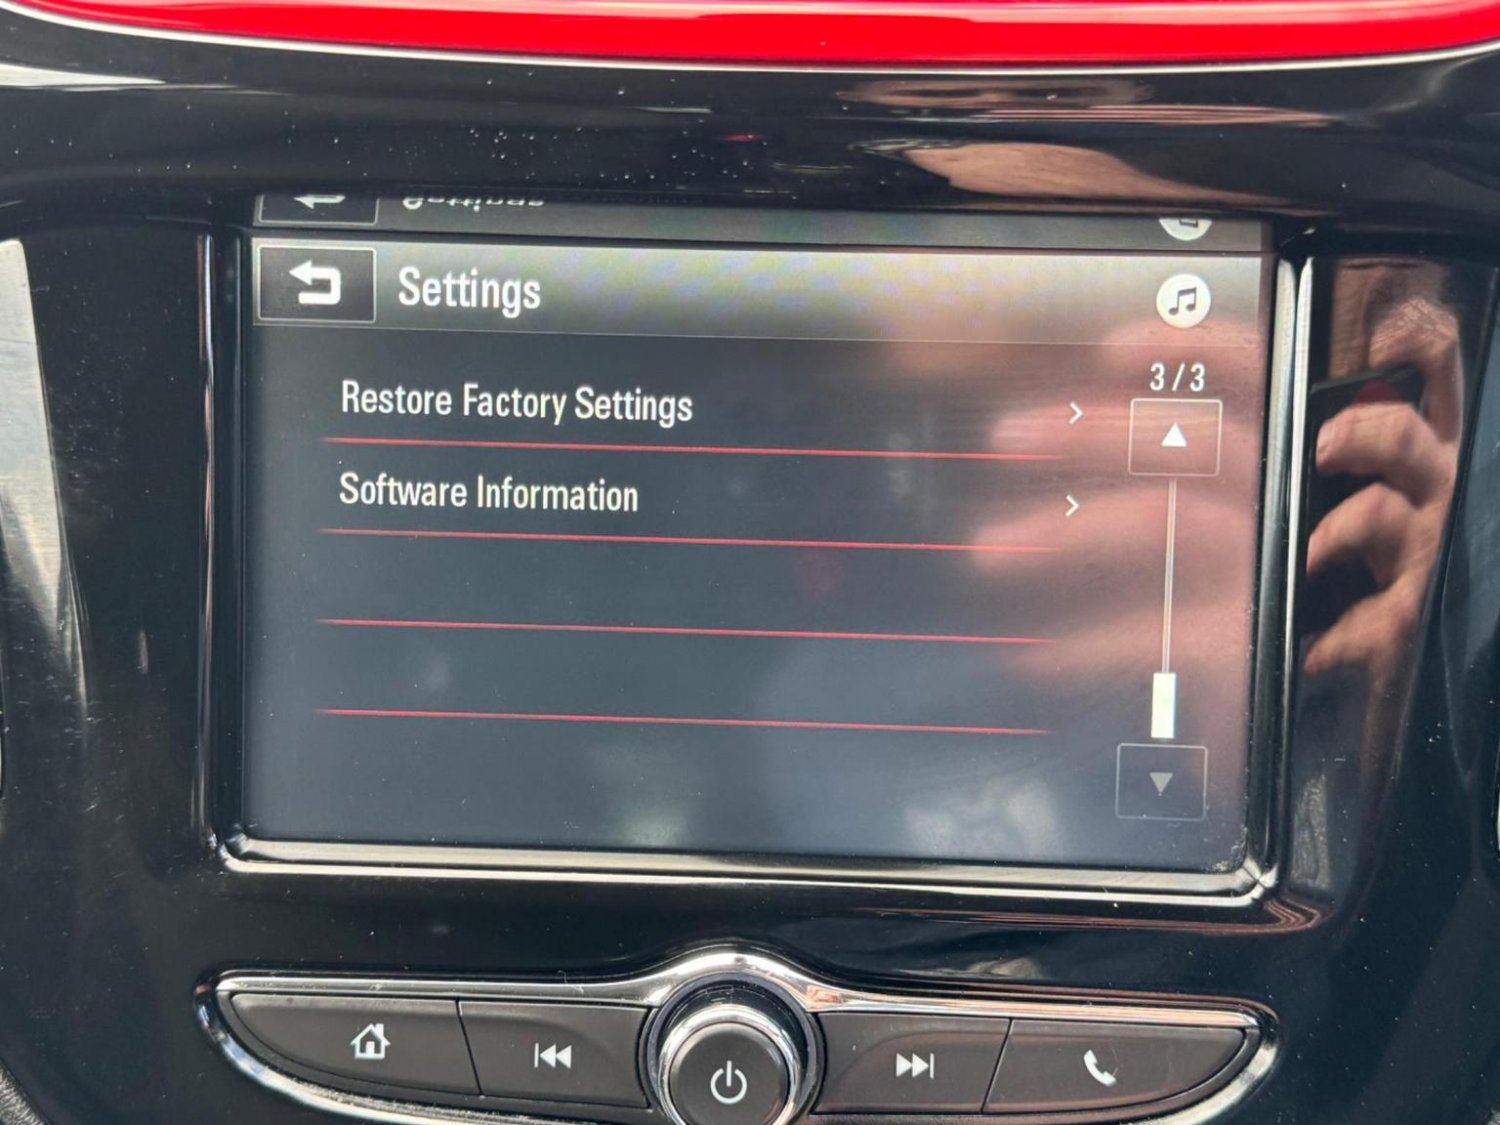 Settings
3/3
Restore Factory Settings
Software Information